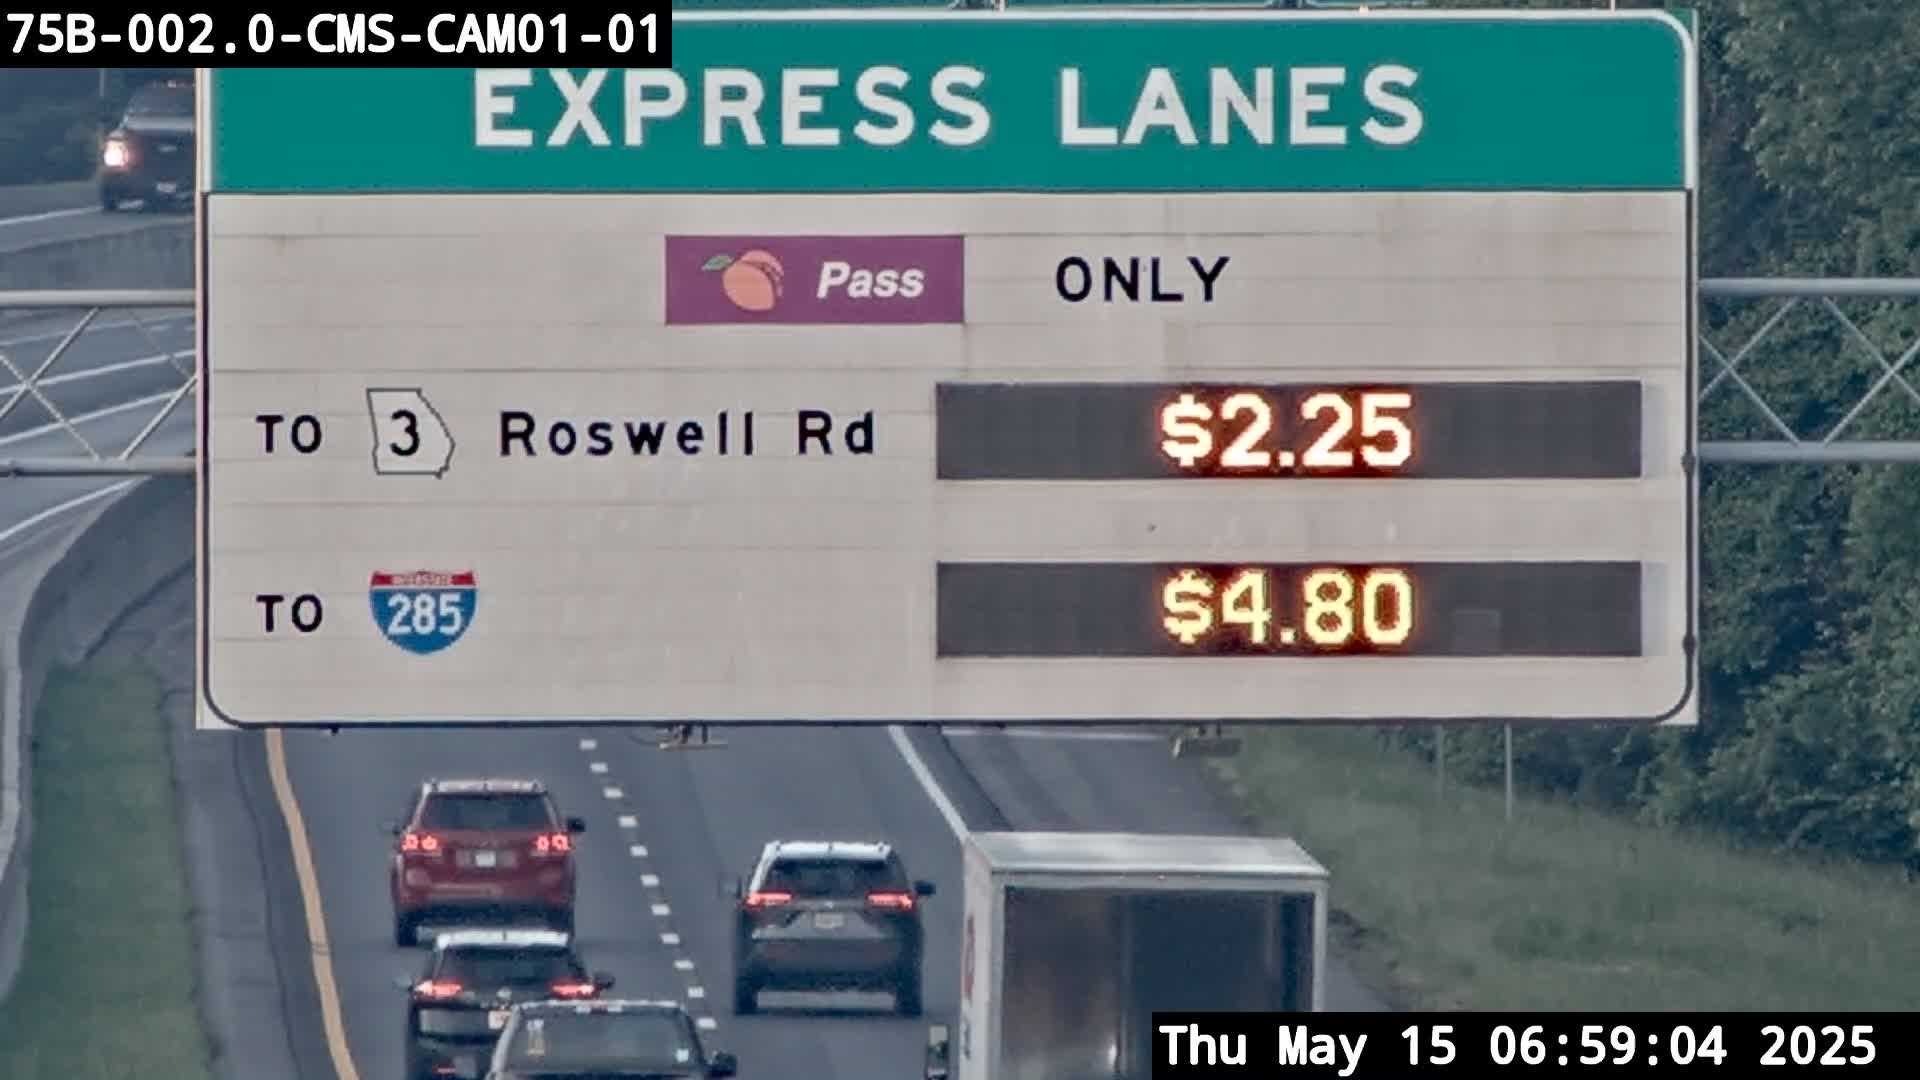 75B-002.0-CMS-CAM01-01
EXPRESS LANES
Pass ONLY
TO 3 Roswell Rd $2.25
TO INTERSTATE 285 $4.80
Thu May 15 06:59:04 2025